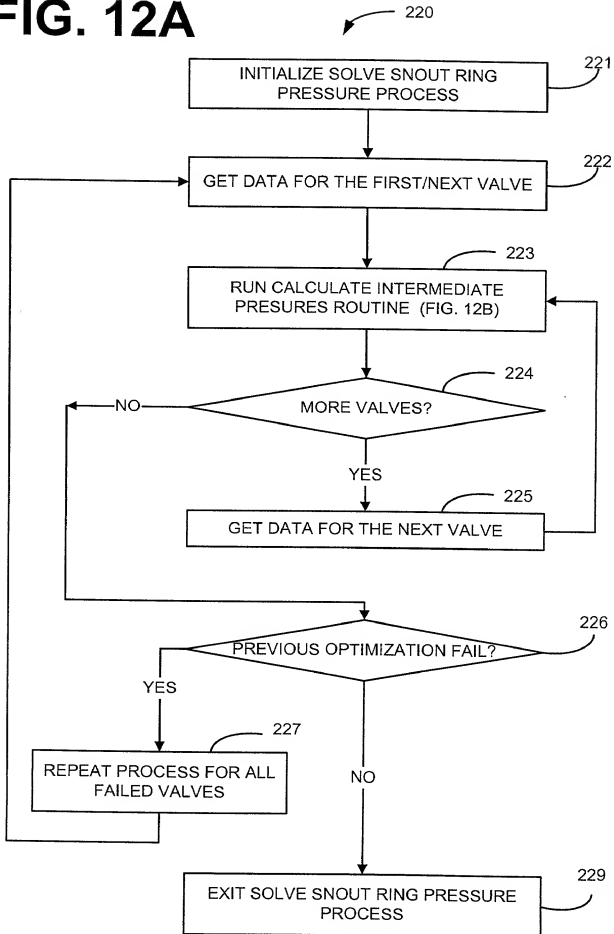 FIG. 12A
220
INITIALIZE SOLVE SNOUT RING
PRESSURE PROCESS
221
GET DATA FOR THE FIRST/NEXT VALVE
222
223
RUN CALCULATE INTERMEDIATE
PRESURES ROUTINE (FIG. 12B)
224
MORE VALVES?
NO
YES
225
GET DATA FOR THE NEXT VALVE
226
PREVIOUS OPTIMIZATION FAIL?
YES
227
REPEAT PROCESS FOR ALL
FAILED VALVES
NO
229
EXIT SOLVE SNOUT RING PRESSURE
PROCESS